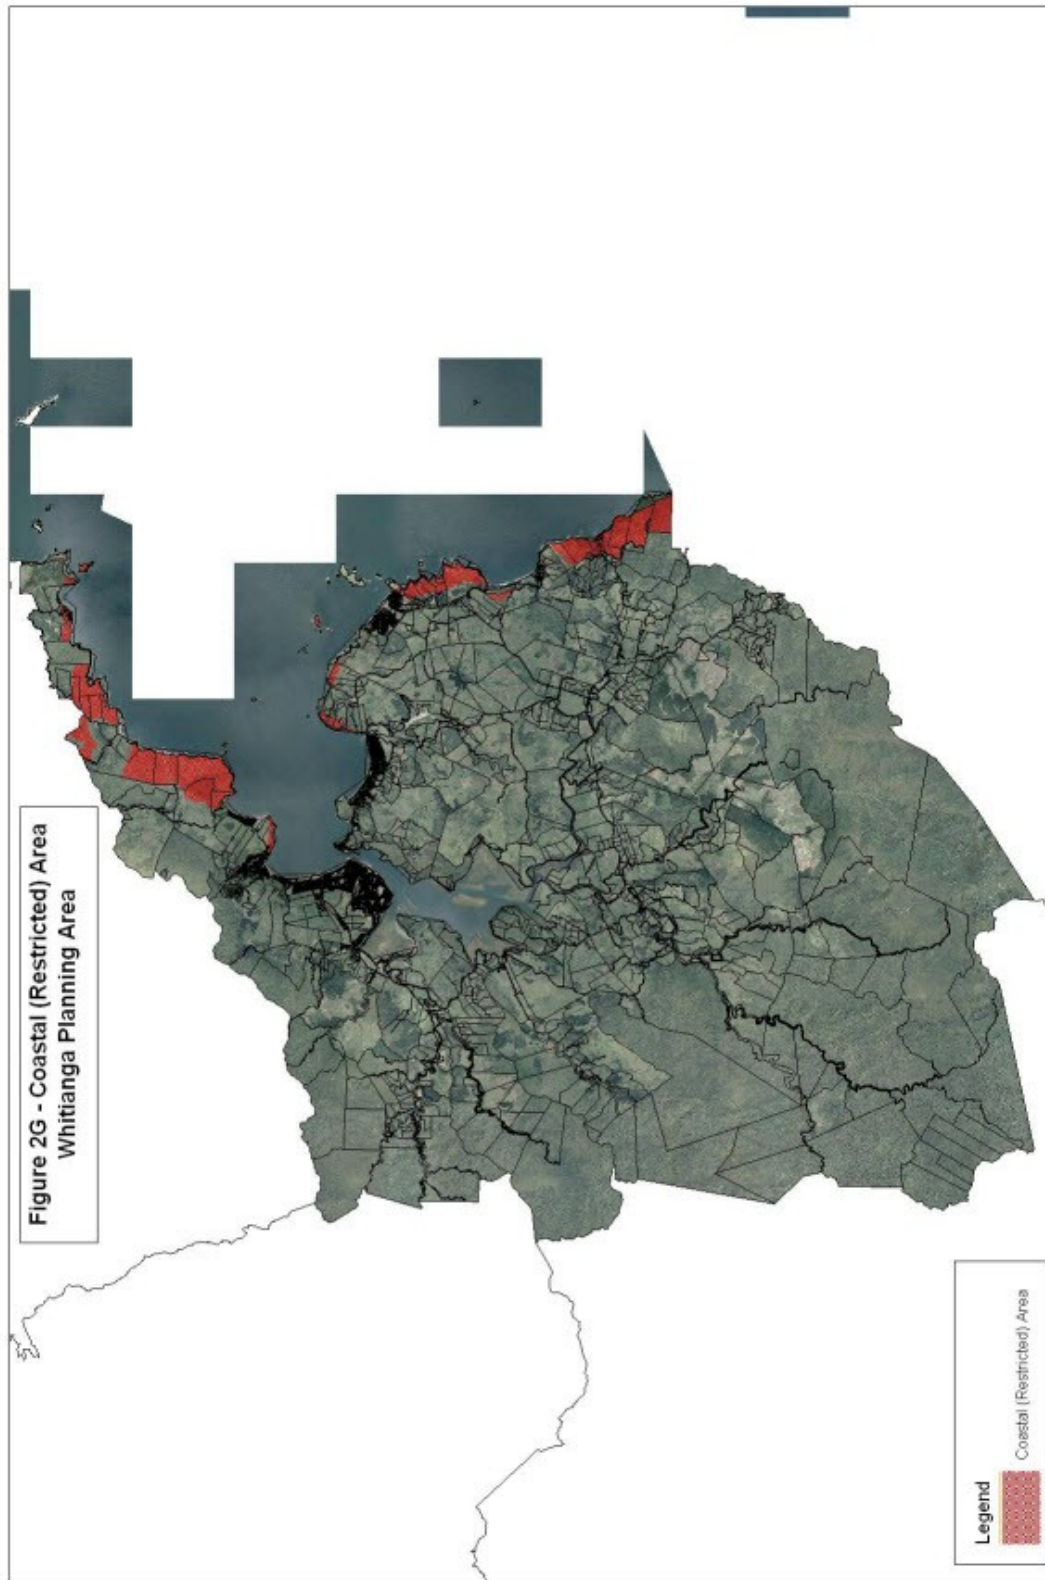 Figure 2G - Coastal (Restricted) Area
Whitianga Planning Area
Legend
Coastal (Restricted) Area